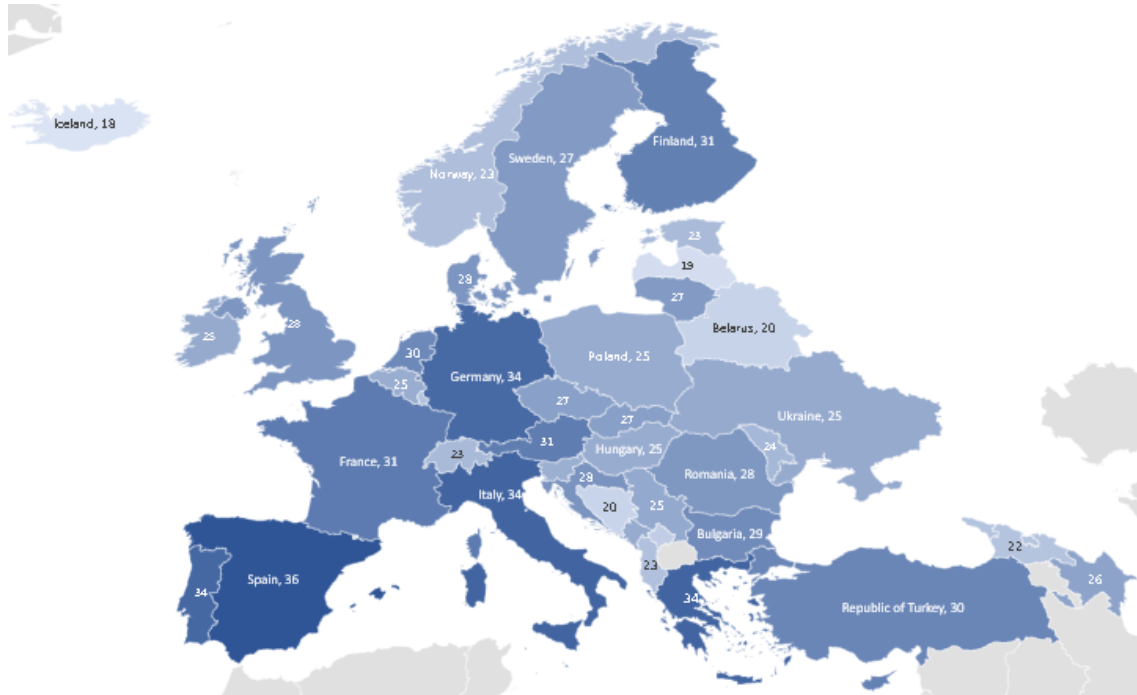 Iceland, 18
Finland, 31
Sweden, 27
Norway, 23
23
19
28
27
Belarus, 20
28
25
30
Poland, 25
Germany, 34
25
27
Ukraine, 25
27
31
24
Hungary, 25
23
France, 31
Romania, 28
28
Italy, 34
20
25
Bulgaria, 29
22
23
Spain, 36
26
34
34
Republic of Turkey, 30